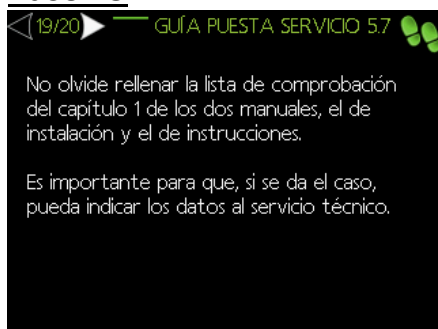 19/20 GUÍA PUESTA SERVICIO 5.7
No olvide rellenar la lista de comprobación
del capítulo 1 de los dos manuales, el de
instalación y el de instrucciones.
Es importante para que, si se da el caso,
pueda indicar los datos al servicio técnico.